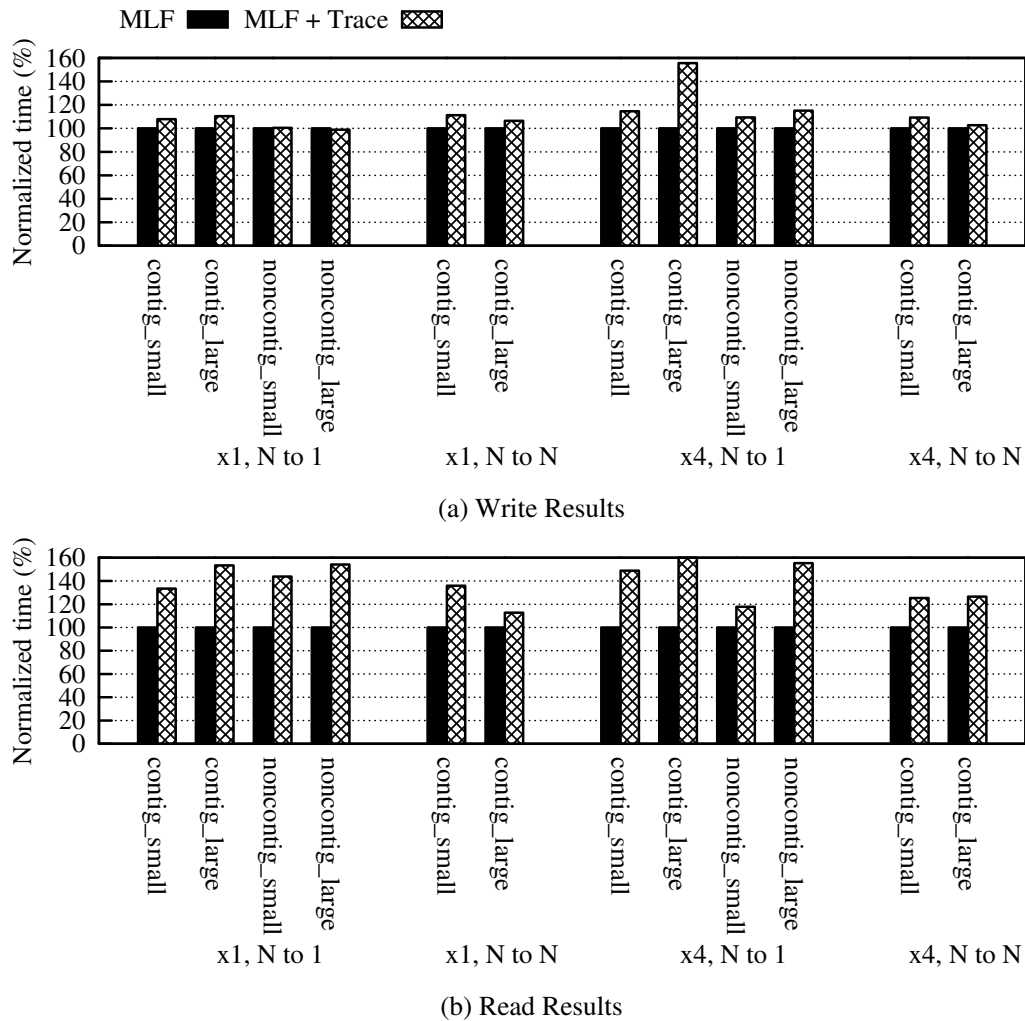 MLF MLF + Trace
Normalized time (%)
160
140
120
100
80
60
40
20
0
contig_small
contig_large
noncontig_small
noncontig_large
contig_small
contig_large
contig_small
contig_large
noncontig_small
noncontig_large
contig_small
contig_large
x1, N to 1 x1, N to N x4, N to 1 x4, N to N
(a) Write Results
Normalized time (%)
160
140
120
100
80
60
40
20
0
contig_small
contig_large
noncontig_small
noncontig_large
contig_small
contig_large
contig_small
contig_large
noncontig_small
noncontig_large
contig_small
contig_large
x1, N to 1 x1, N to N x4, N to 1 x4, N to N
(b) Read Results